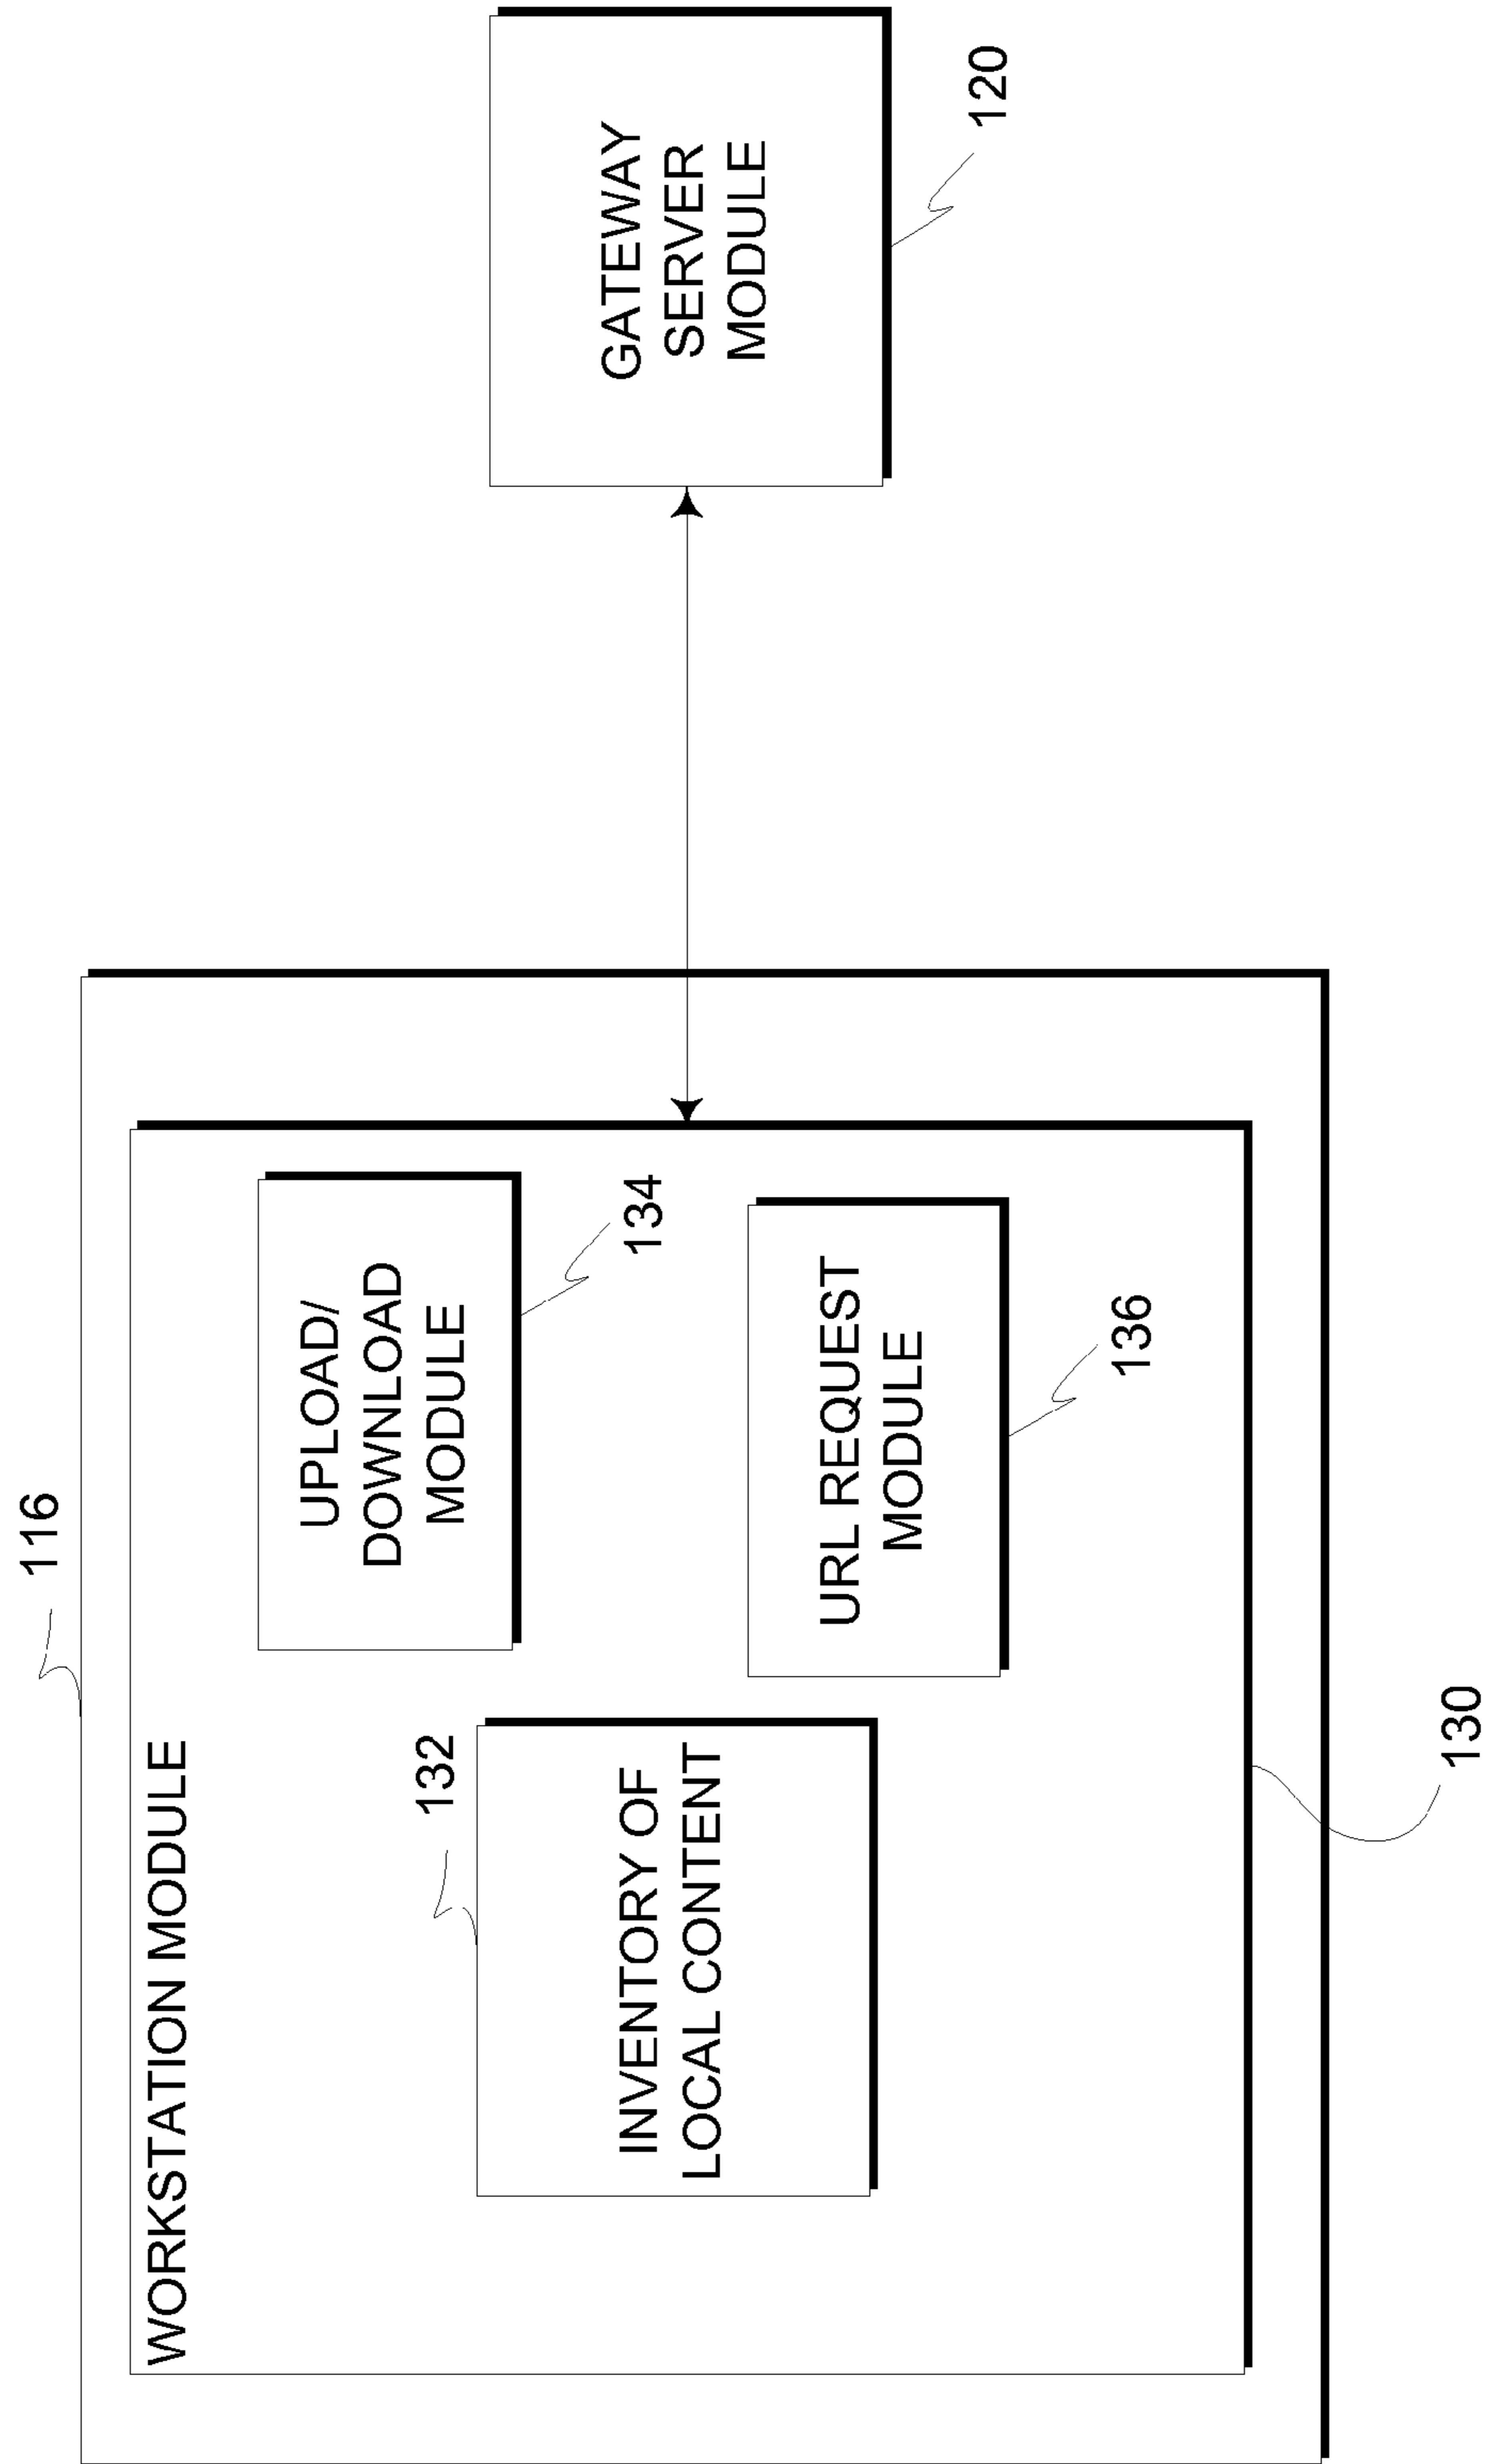 116
WORKSTATION MODULE
UPLOAD/
DOWNLOAD
MODULE
134
132
INVENTORY OF
LOCAL CONTENT
URL REQUEST
MODULE
136
130
GATEWAY
SERVER
MODULE
120